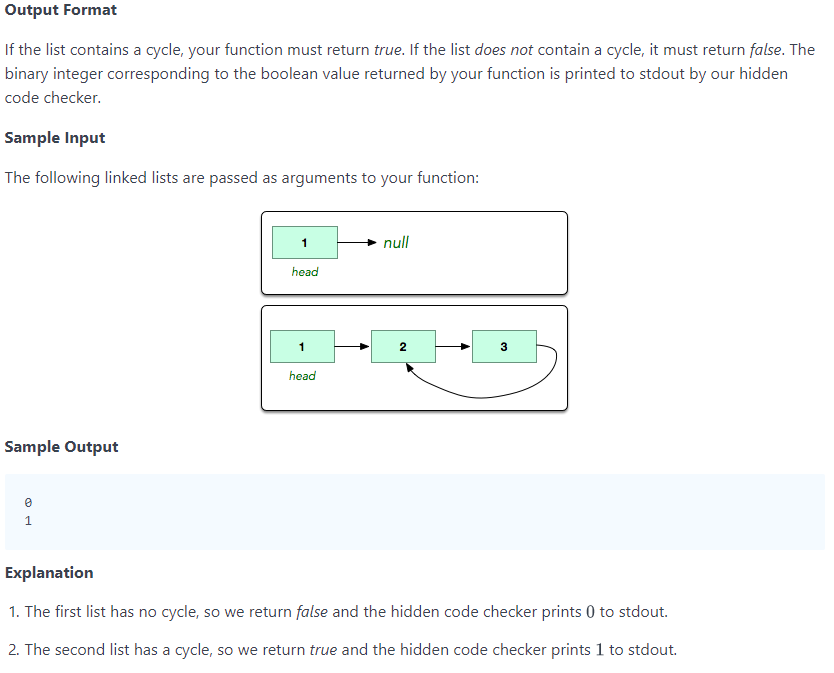 Output Format
If the list contains a cycle, your function must return true. If the list does not contain a cycle, it must return false. The
binary integer corresponding to the boolean value returned by your function is printed to stdout by our hidden
code checker.
Sample Input
The following linked lists are passed as arguments to your function:
1 null
head
1 2 3
head
Sample Output
0
1
Explanation
1. The first list has no cycle, so we return false and the hidden code checker prints 0 to stdout.
2. The second list has a cycle, so we return true and the hidden code checker prints 1 to stdout.